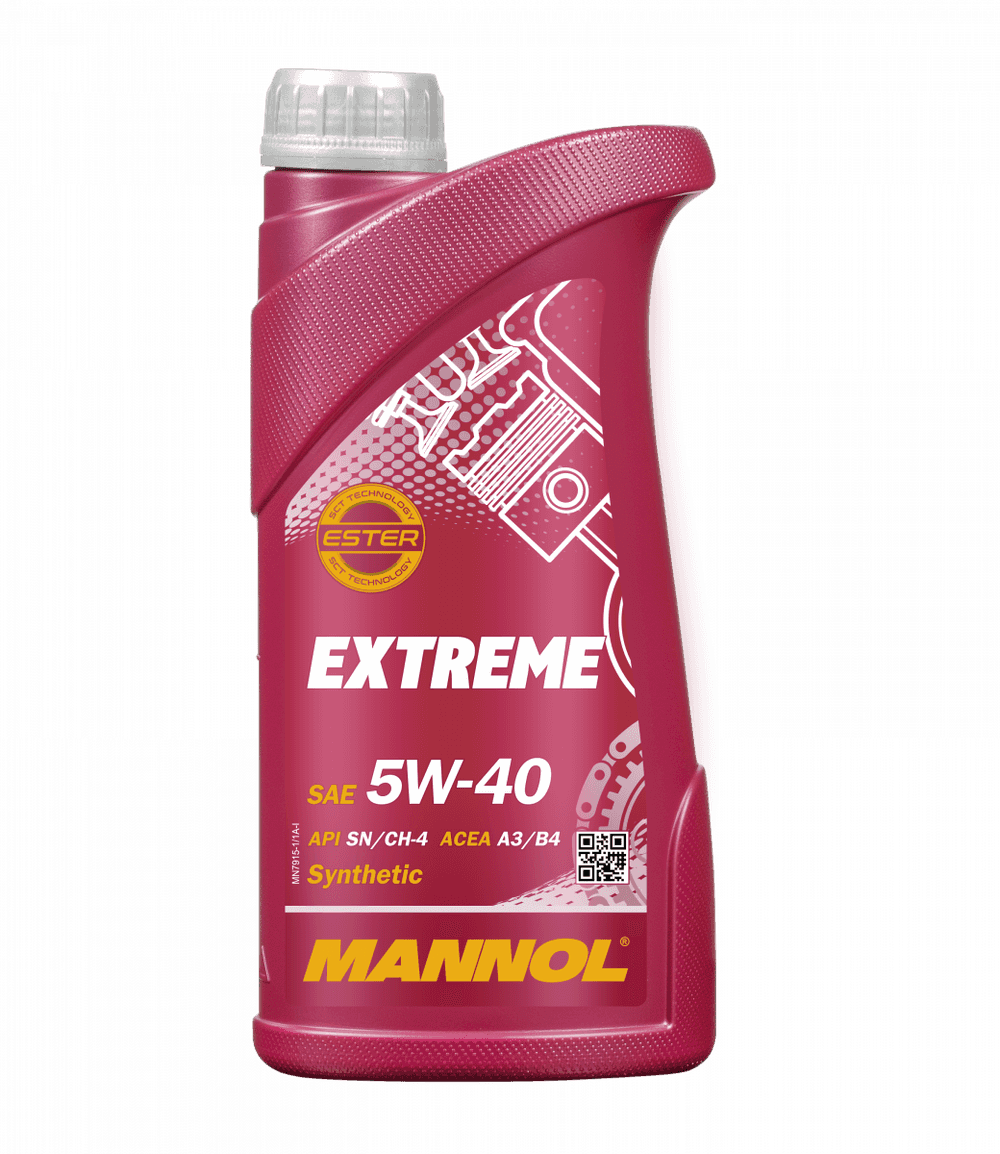 SCT TECHNOLOGY
ESTER
SCT TECHNOLOGY
EXTREME
SAE 5W-40
API SN/CH-4 ACEA A3/B4
Synthetic
MN7915-1/1A-I
MANNOL®